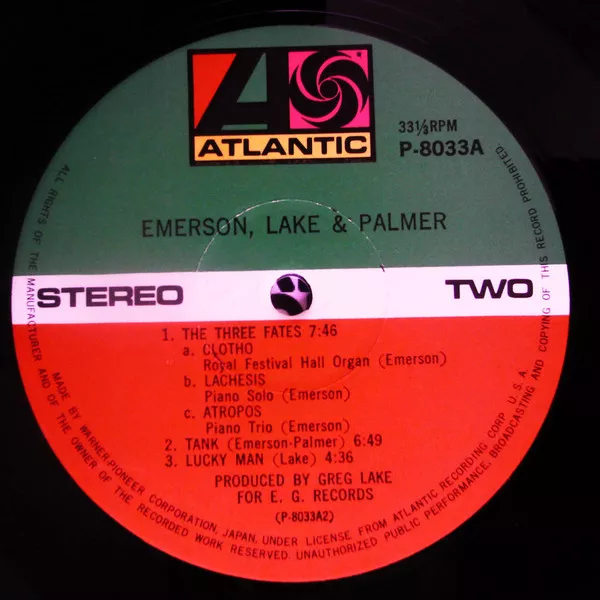 ATLANTIC
33⅓RPM
P-8033A
EMERSON, LAKE & PALMER
STEREO
TWO
1. THE THREE FATES 7:46
a. CLOTHO
Royal Festival Hall Organ (Emerson)
b. LACHESIS
Piano Solo (Emerson)
c. ATROPOS
Piano Trio (Emerson)
2. TANK (Emerson-Palmer) 6:49
3. LUCKY MAN (Lake) 4:36
PRODUCED BY GREG LAKE
FOR E. G. RECORDS
(P-8033A2)
MADE BY WARNER-PIONEER CORPORATION, JAPAN, UNDER LICENSE FROM ATLANTIC RECORDING CORP. U.S.A.
ALL RIGHTS OF THE MANUFACTURER AND OF THE OWNER OF THE RECORDED WORK RESERVED. UNAUTHORIZED PUBLIC PERFORMANCE, BROADCASTING AND COPYING OF THIS RECORD PROHIBITED.